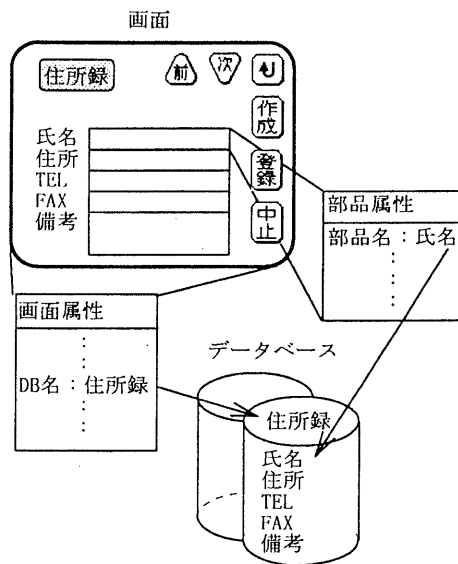 画面
住所録
前
次
作成
登録
中止
氏名
住所
TEL
FAX
備考
部品属性
部品名：氏名
画面属性
DB名：住所録
データベース
住所録
氏名
住所
TEL
FAX
備考